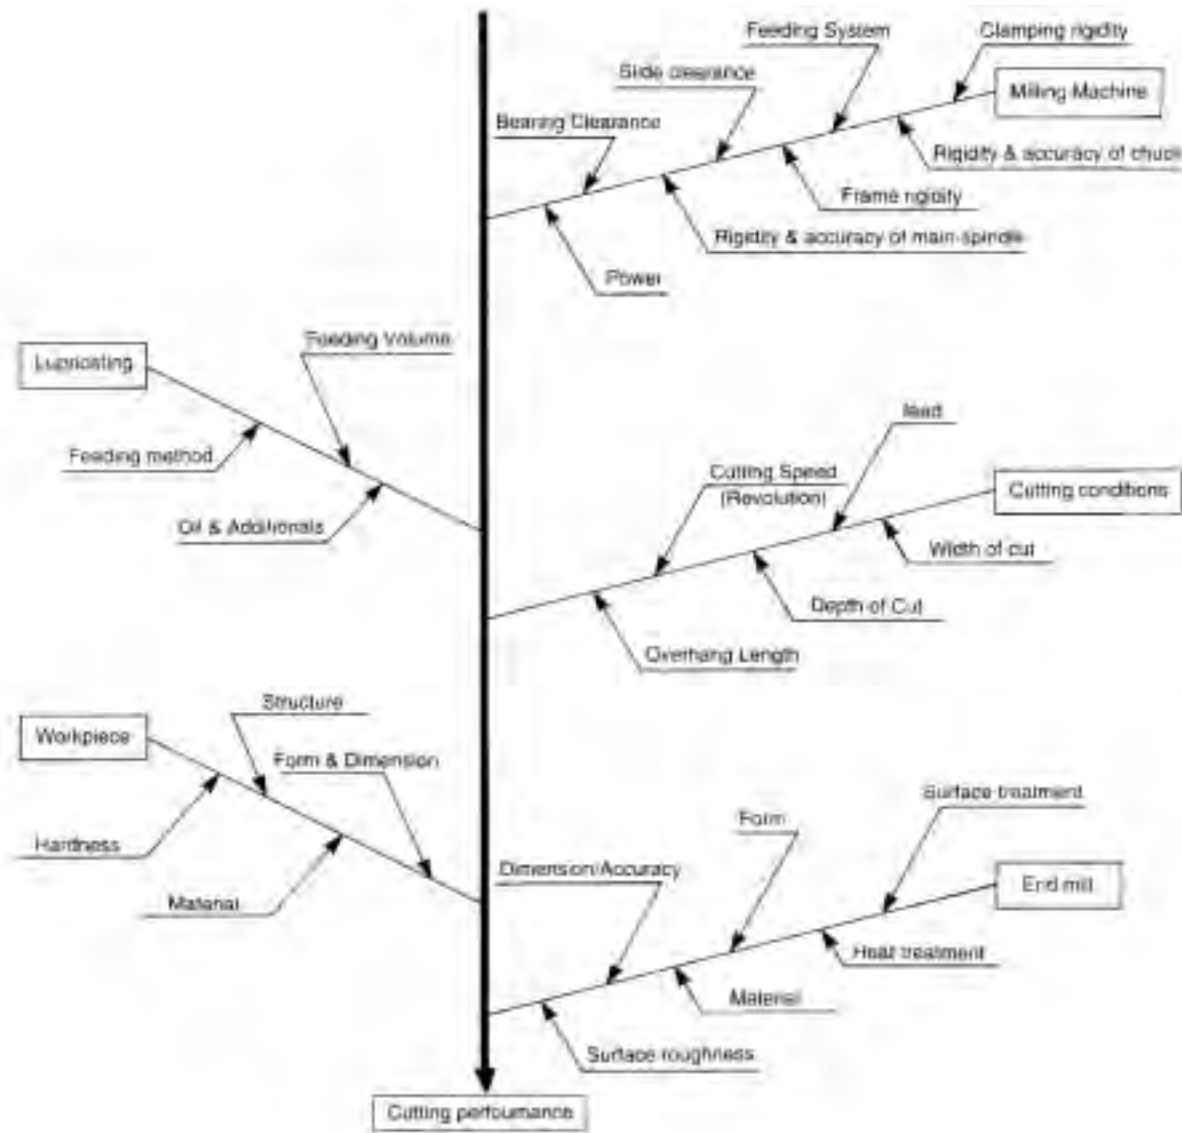 Feeding System
Clamping rigidity
Slide clearance
Milling Machine
Bearing Clearance
Rigidity & accuracy of chuck
Frame rigidity
Rigidity & accuracy of main-spindle
Power
Feeding Volume
Lupricsting
Feeding method
Oil & Additionals
Cutting Speed
(Revolution)
Cutting conditions
Width of cut
Depth of Cut
Overhang Length
Structure
Workpiece
Form & Dimension
Hardness
Material
Surface treatment
Form
Dimension/Accuracy
End mill
Heat treatment
Material
Surface roughness
Cutting perfoumance